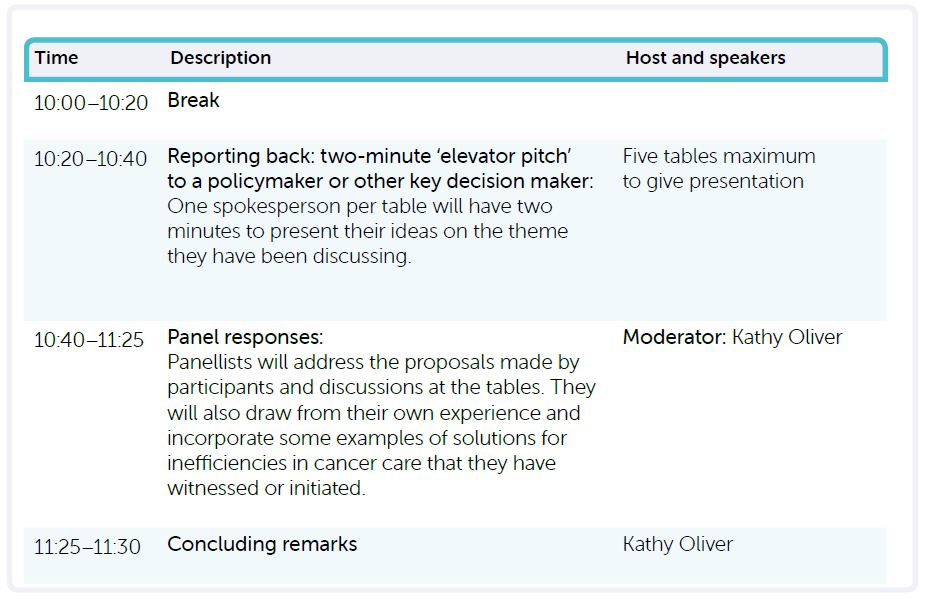 Time Description Host and speakers
10:00–10:20 Break
10:20–10:40 Reporting back: two-minute ‘elevator pitch’ Five tables maximum
to a policymaker or other key decision maker: to give presentation
One spokesperson per table will have two
minutes to present their ideas on the theme
they have been discussing.
10:40–11:25 Panel responses: Moderator: Kathy Oliver
Panellists will address the proposals made by
participants and discussions at the tables. They
will also draw from their own experience and
incorporate some examples of solutions for
inefficiencies in cancer care that they have
witnessed or initiated.
11:25–11:30 Concluding remarks Kathy Oliver